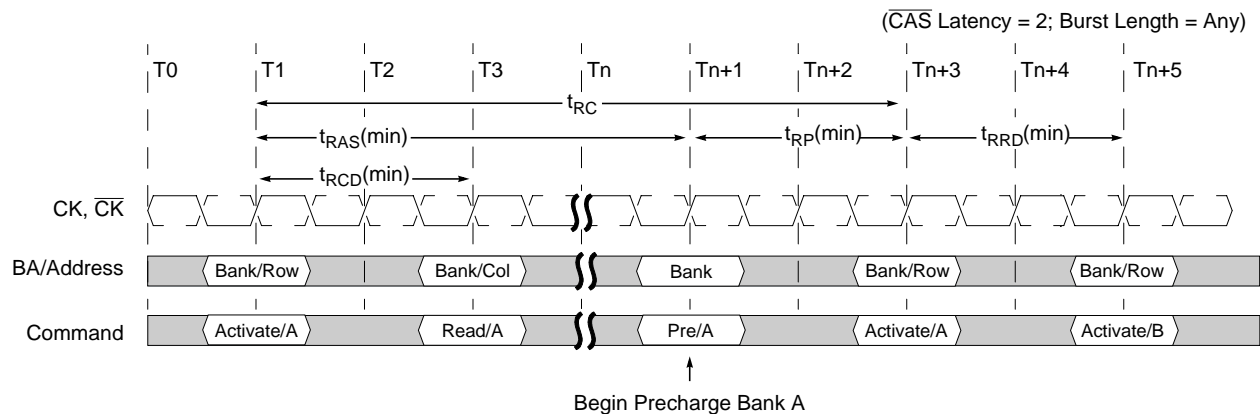 (CAS Latency = 2; Burst Length = Any)
T0 T1 T2 T3 Tn Tn+1 Tn+2 Tn+3 Tn+4 Tn+5
tRC
tRAS(min) tRP(min) tRRD(min)
tRCD(min)
CK, CK
BA/Address Bank/Row Bank/Col Bank Bank/Row Bank/Row
Command Activate/A Read/A Pre/A Activate/A Activate/B
Begin Precharge Bank A